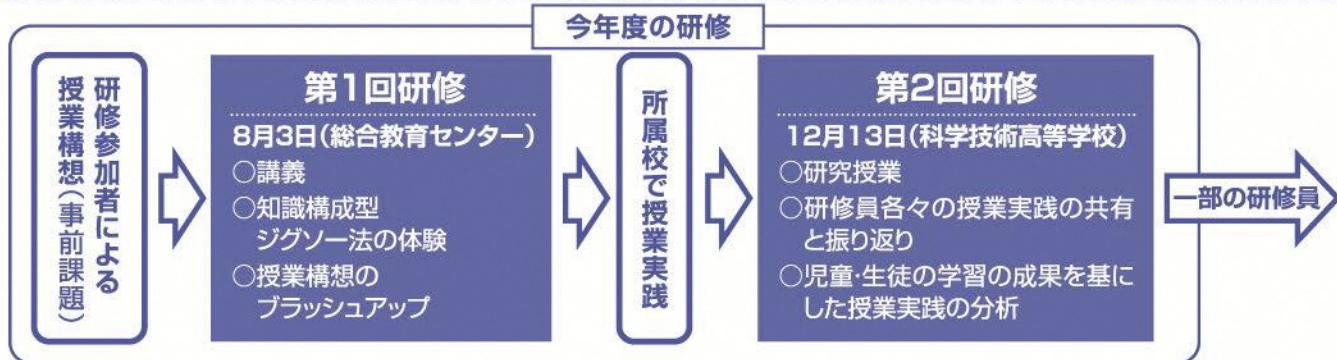 今年度の研修
研修参加者による
授業構想(事前課題)
第1回研修
8月3日(総合教育センター)
○講義
○知識構成型
ジグソー法の体験
○授業構想の
ブラッシュアップ
所属校で授業実践
第2回研修
12月13日(科学技術高等学校)
○研究授業
○研修員各々の授業実践の共有
と振り返り
○児童・生徒の学習の成果を基に
した授業実践の分析
一部の研修員